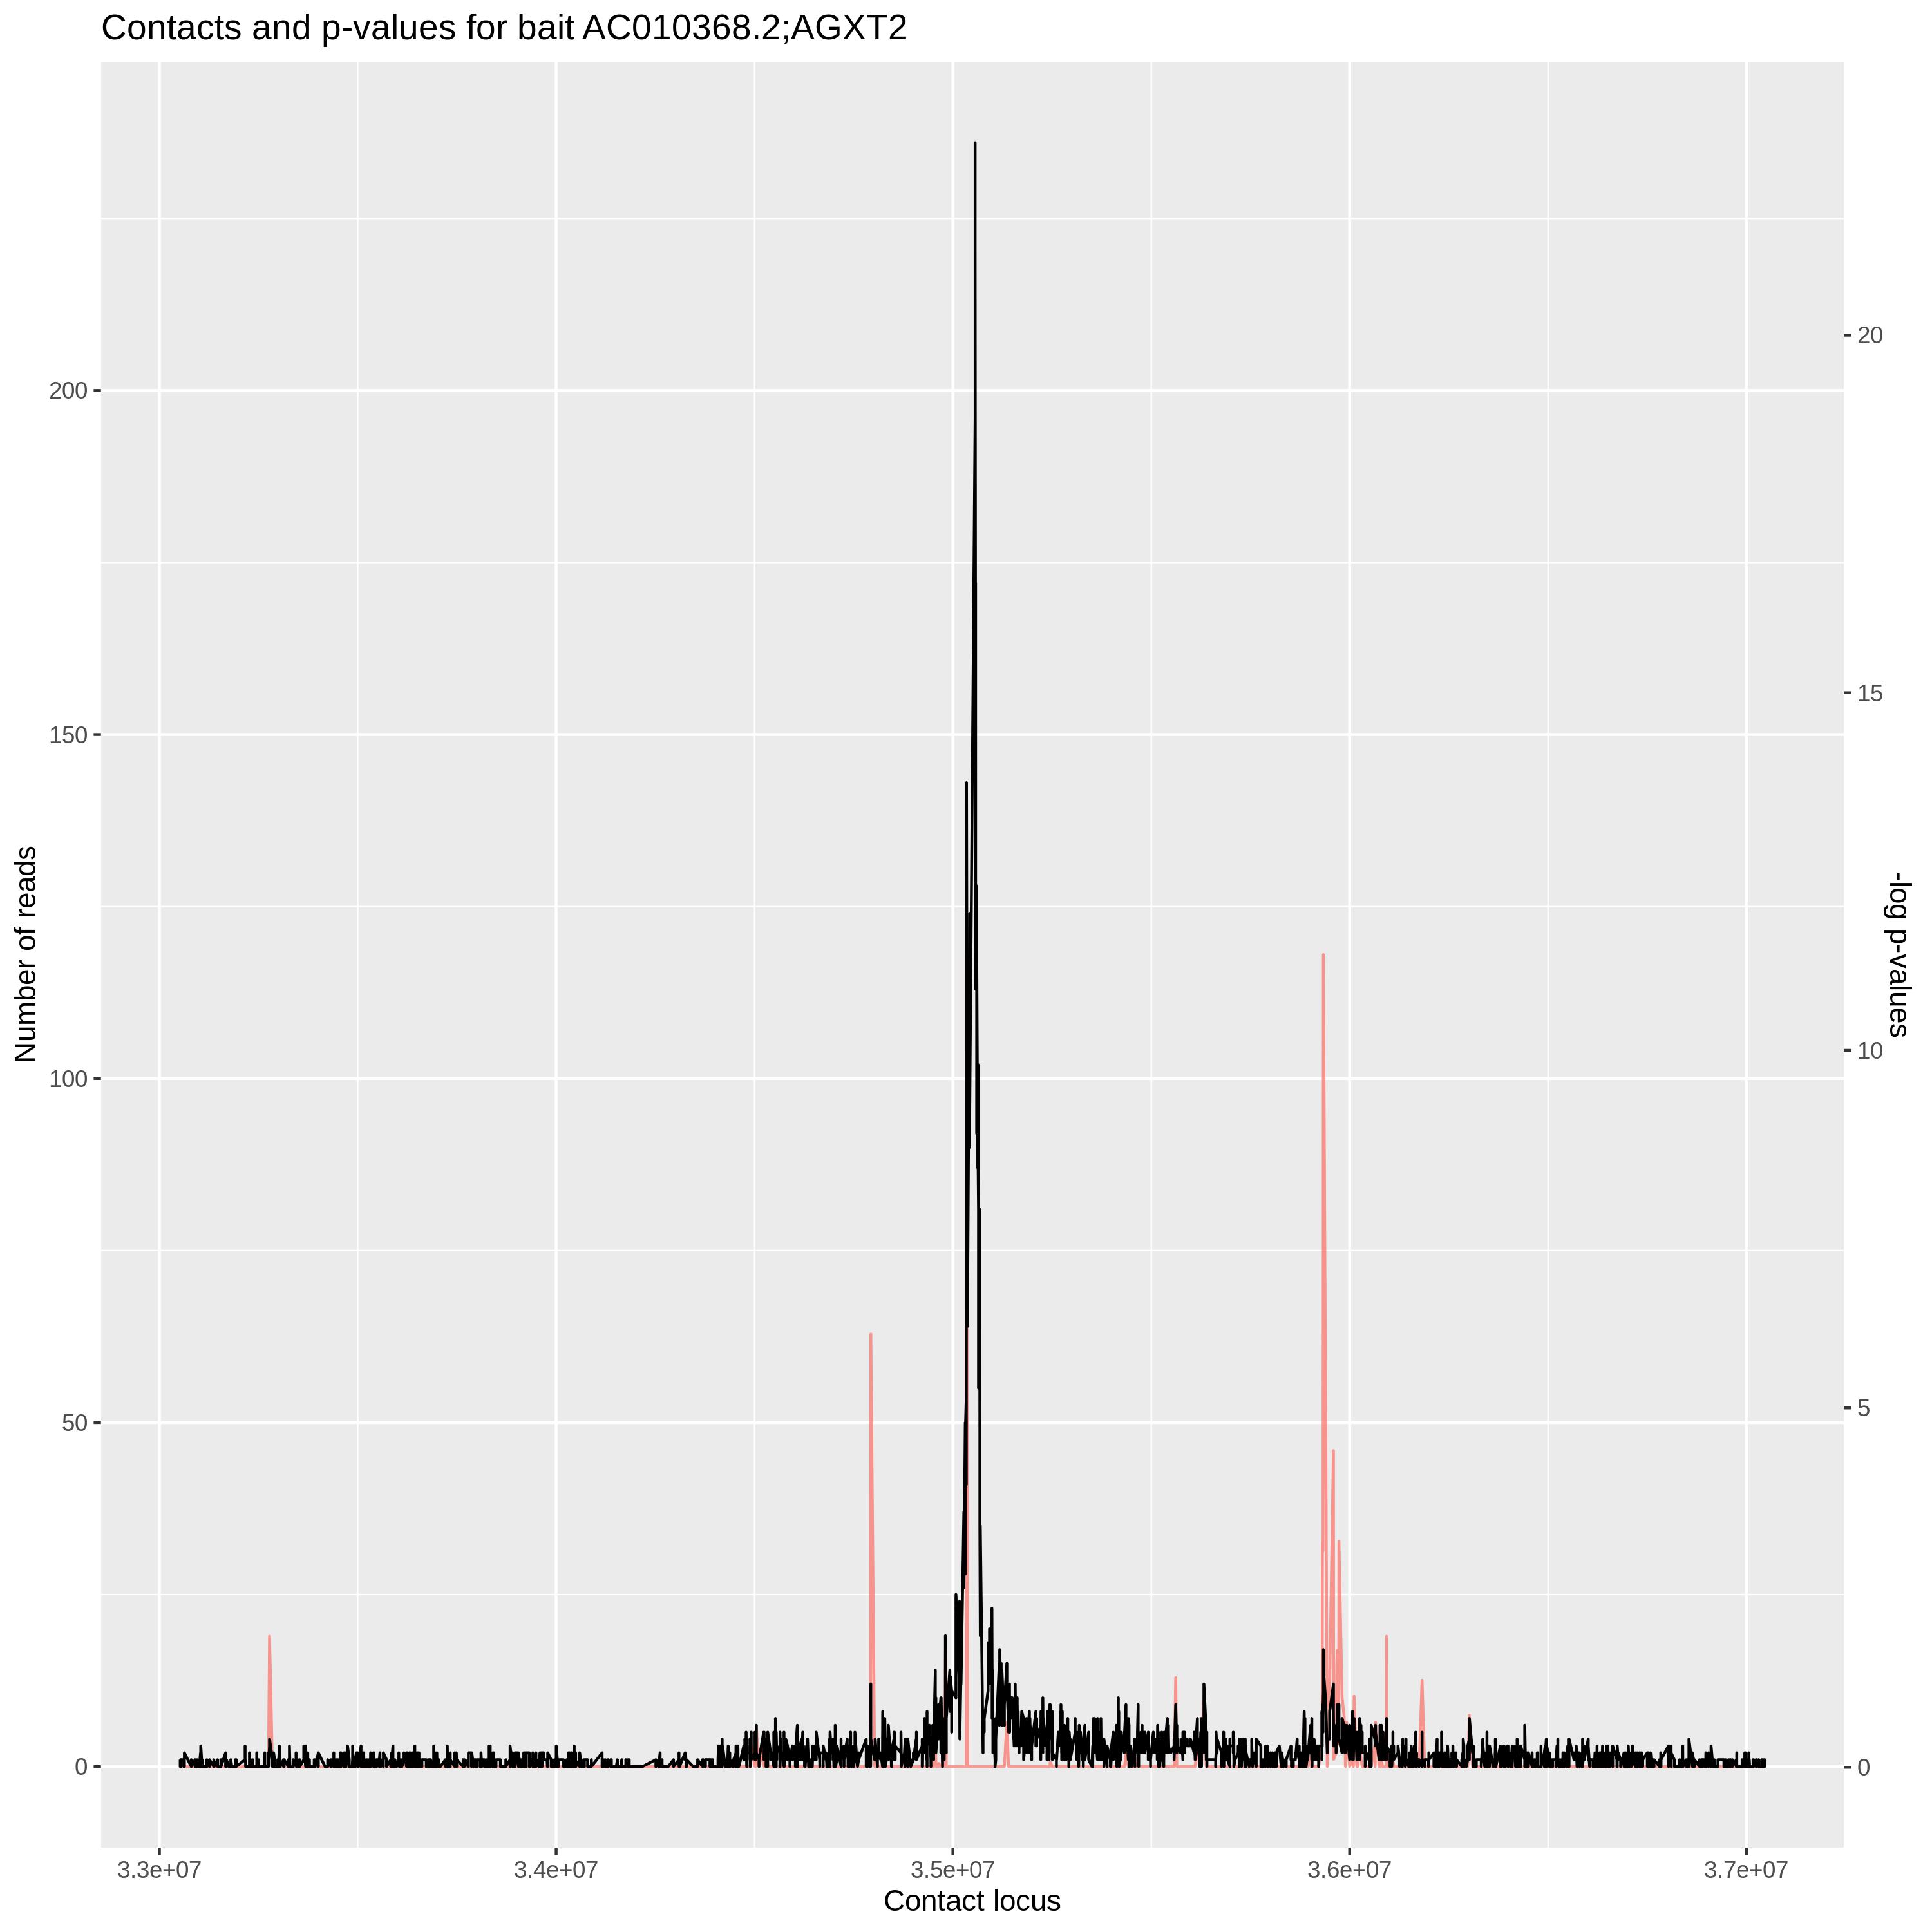 Contacts and p-values for bait AC010368.2;AGXT2
Number of reads
200
150
100
50
0
20
15
10
5
0
-log p-values
3.3e+07
3.4e+07
3.5e+07
3.6e+07
3.7e+07
Contact locus